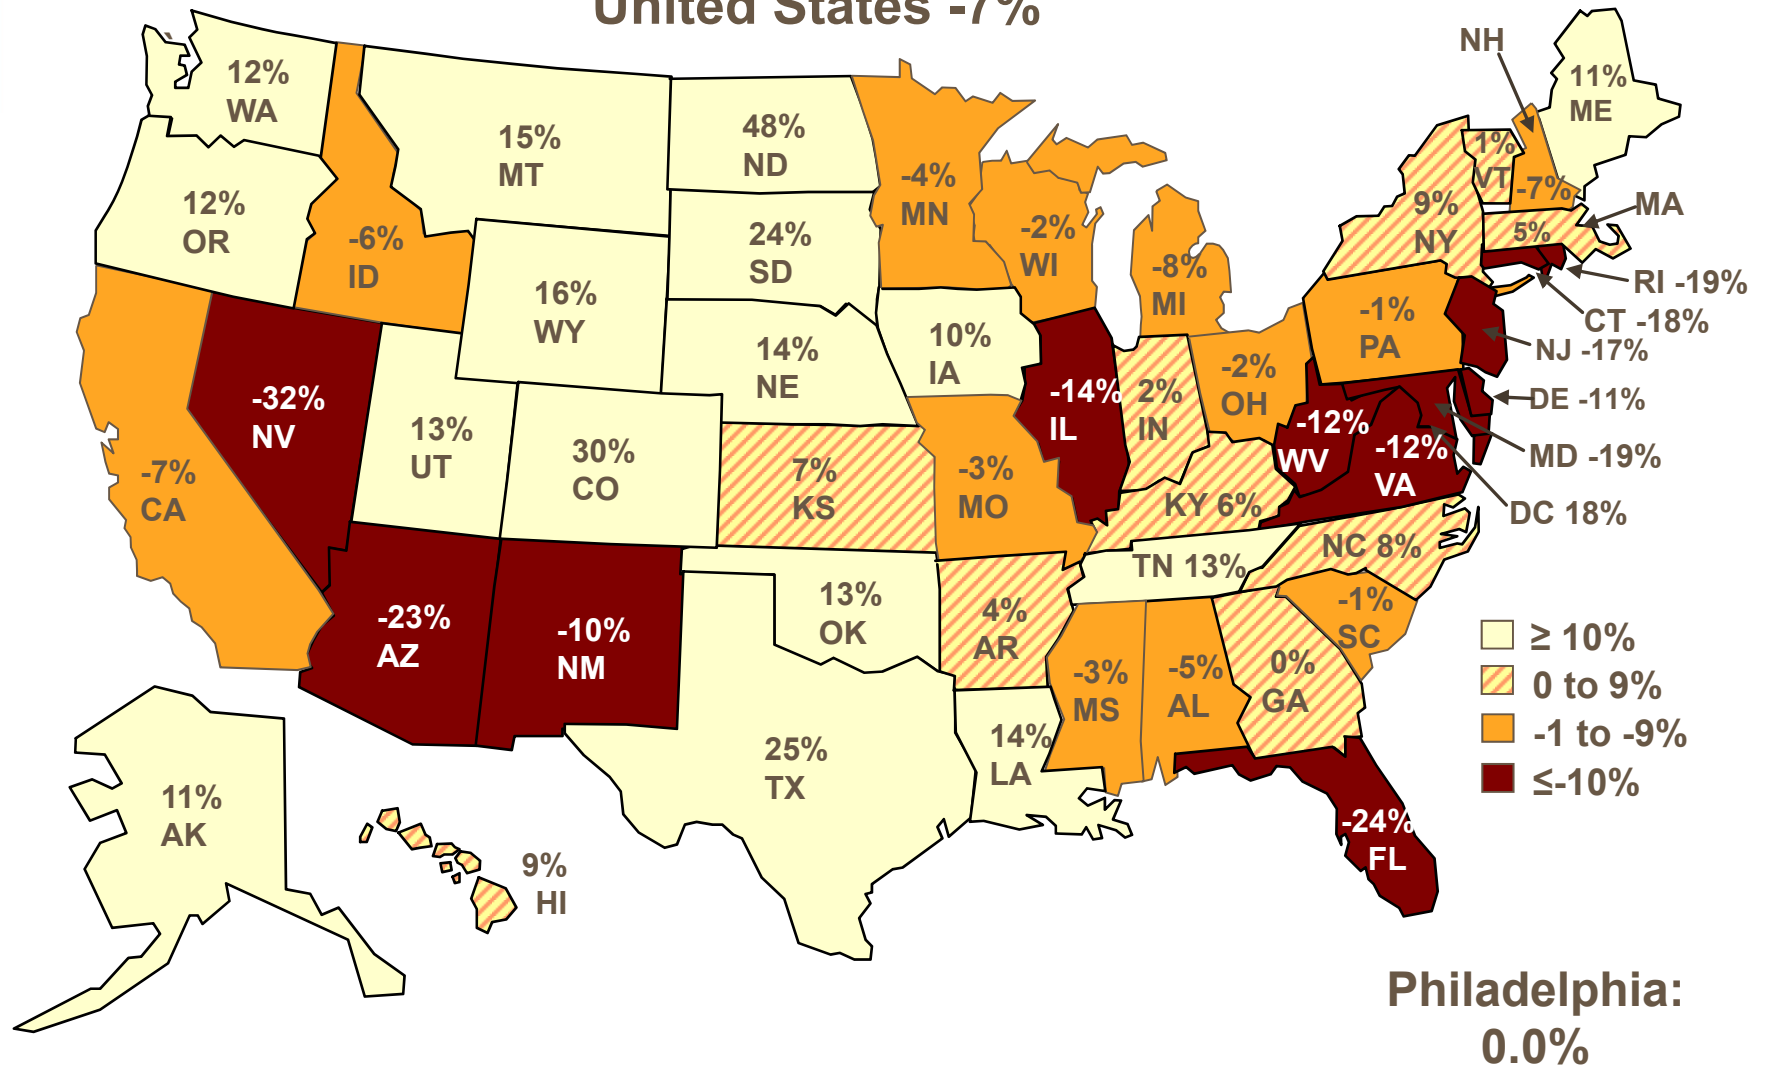 United States -7%
NH
12%
WA
11%
ME
15%
MT
48%
ND
1%
VT
-4%
MN
-7%
MA
12%
OR
9%
NY
24%
SD
-2%
WI
5%
-6%
ID
-8%
MI
RI -19%
16%
WY
-1%
PA
CT -18%
10%
IA
NJ -17%
14%
NE
-2%
OH
-32%
NV
-14%
IL
2%
IN
DE -11%
13%
UT
-12%
WV
-12%
VA
MD -19%
30%
CO
-7%
CA
7%
KS
-3%
MO
KY 6%
DC 18%
NC 8%
TN 13%
13%
OK
4%
AR
-1%
SC
-23%
AZ
-10%
NM
≥ 10%
0 to 9%
-1 to -9%
≤-10%
-3%
MS
-5%
AL
0%
GA
25%
TX
14%
LA
11%
AK
-24%
FL
9%
HI
Philadelphia:
0.0%